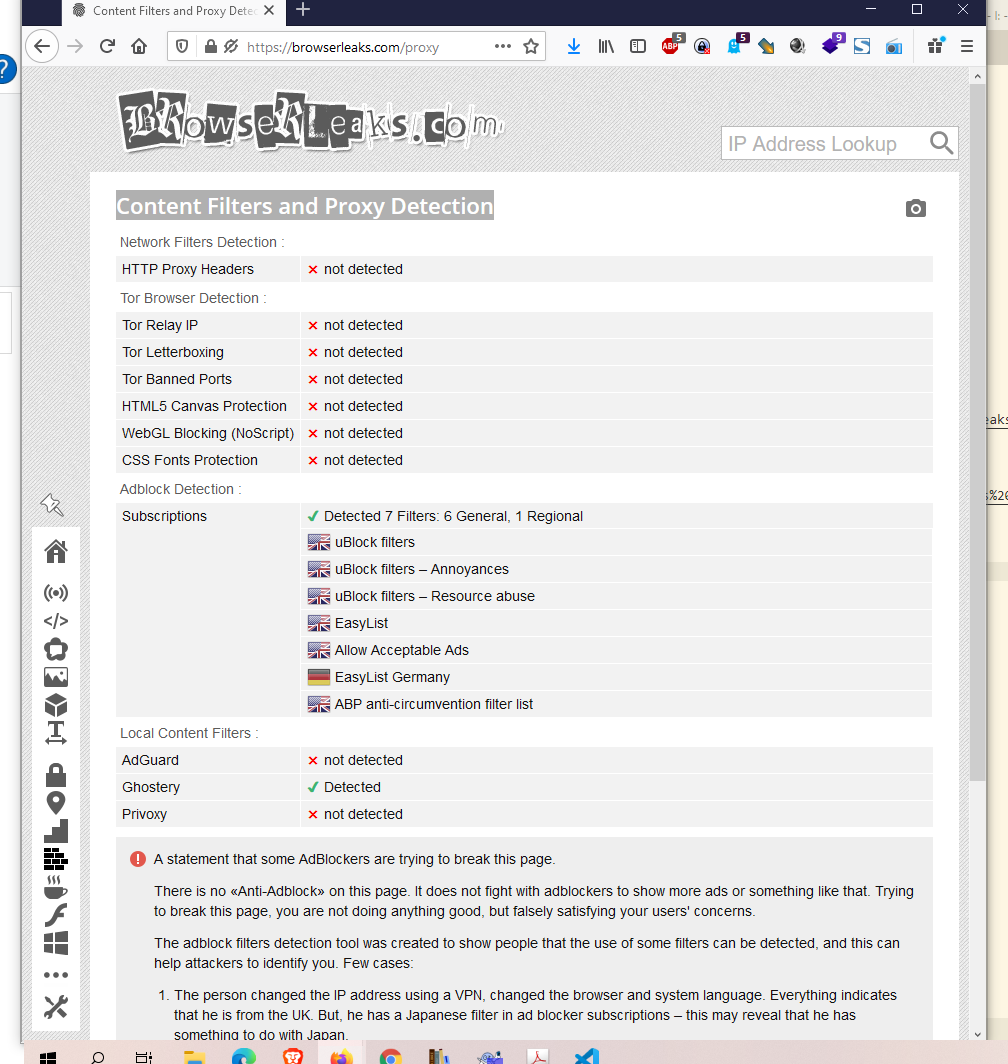 Content Filters and Proxy Dete
https://browserleaks.com/proxy
ABP
5
5
9
BrowserLeaks.com
IP Address Lookup
Content Filters and Proxy Detection
Network Filters Detection :
HTTP Proxy Headers not detected
Tor Browser Detection :
Tor Relay IP not detected
Tor Letterboxing not detected
Tor Banned Ports not detected
HTML5 Canvas Protection not detected
WebGL Blocking (NoScript) not detected
CSS Fonts Protection not detected
Adblock Detection :
Subscriptions Detected 7 Filters: 6 General, 1 Regional
uBlock filters
uBlock filters – Annoyances
uBlock filters – Resource abuse
EasyList
Allow Acceptable Ads
EasyList Germany
ABP anti-circumvention filter list
Local Content Filters :
AdGuard not detected
Ghostery Detected
Privoxy not detected
A statement that some AdBlockers are trying to break this page.
There is no «Anti-Adblock» on this page. It does not fight with adblockers to show more ads or something like that. Trying
to break this page, you are not doing anything good, but falsely satisfying your users' concerns.
The adblock filters detection tool was created to show people that the use of some filters can be detected, and this can
help attackers to identify you. Few cases:
1. The person changed the IP address using a VPN, changed the browser and system language. Everything indicates
that he is from the UK. But, he has a Japanese filter in ad blocker subscriptions – this may reveal that he has
something to do with Japan.